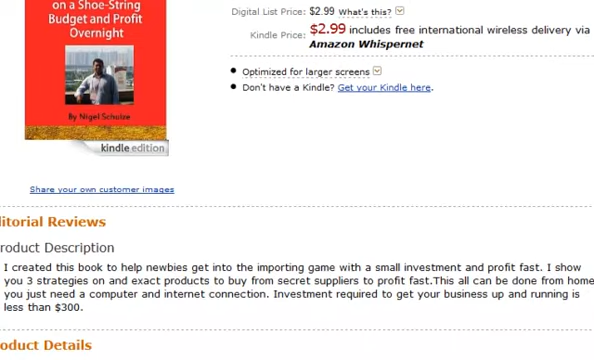 on a Shoe-String
Budget and Profit
Overnight
By Nigel Schulze
kindle edition
Share your own customer images
Digital List Price: $2.99 What's this?
Kindle Price: $2.99 includes free international wireless delivery via
Amazon Whispernet
Optimized for larger screens
Don't have a Kindle? Get your Kindle here.
ditorial Reviews
roduct Description
I created this book to help newbies get into the importing game with a small investment and profit fast. I show
you 3 strategies on and exact products to buy from secret suppliers to profit fast.This all can be done from home
you just need a computer and internet connection. Investment required to get your business up and running is
less than $300.
oduct Details